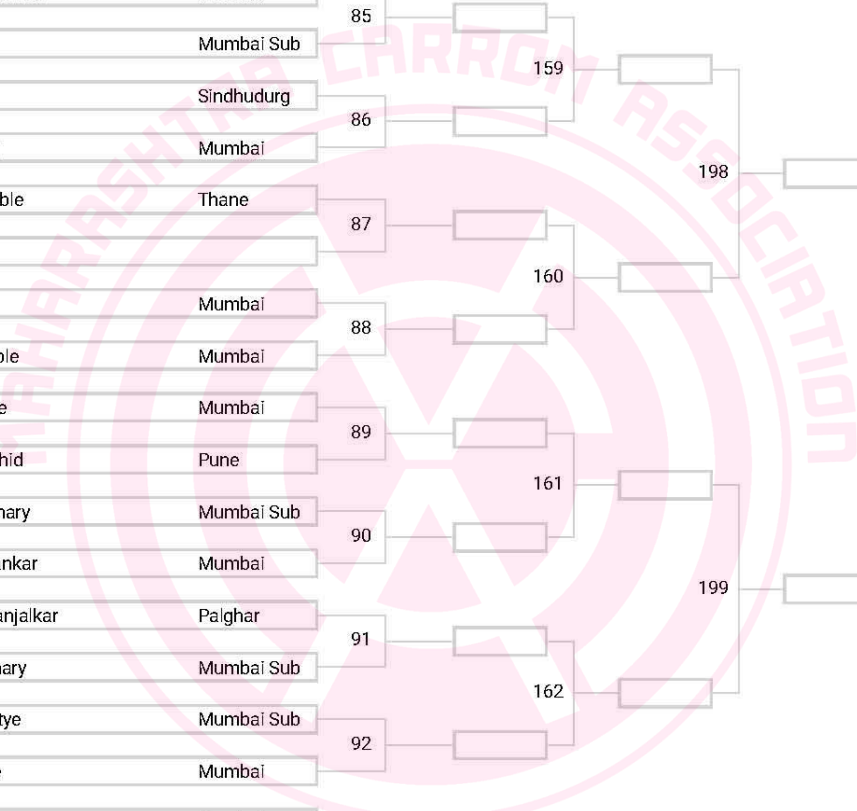 MAHARASHTRA CARROM ASSOCIATION
85
Mumbai Sub
159
Sindhudurg
86
Mumbai
198
ble Thane
87
160
Mumbai
88
ble Mumbai
e Mumbai
89
hid Pune
161
hary Mumbai Sub
90
ankar Mumbai
199
anjalkar Palghar
91
hary Mumbai Sub
162
tye Mumbai Sub
92
e Mumbai